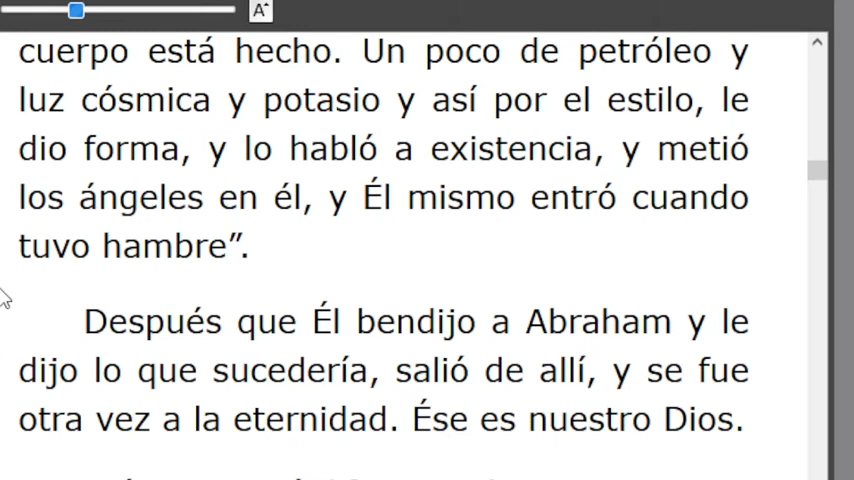 A
cuerpo está hecho. Un poco de petróleo y
luz cósmica y potasio y así por el estilo, le
dio forma, y lo habló a existencia, y metió
los ángeles en él, y Él mismo entró cuando
tuvo hambre”.
Después que Él bendijo a Abraham y le
dijo lo que sucedería, salió de allí, y se fue
otra vez a la eternidad. Ése es nuestro Dios.